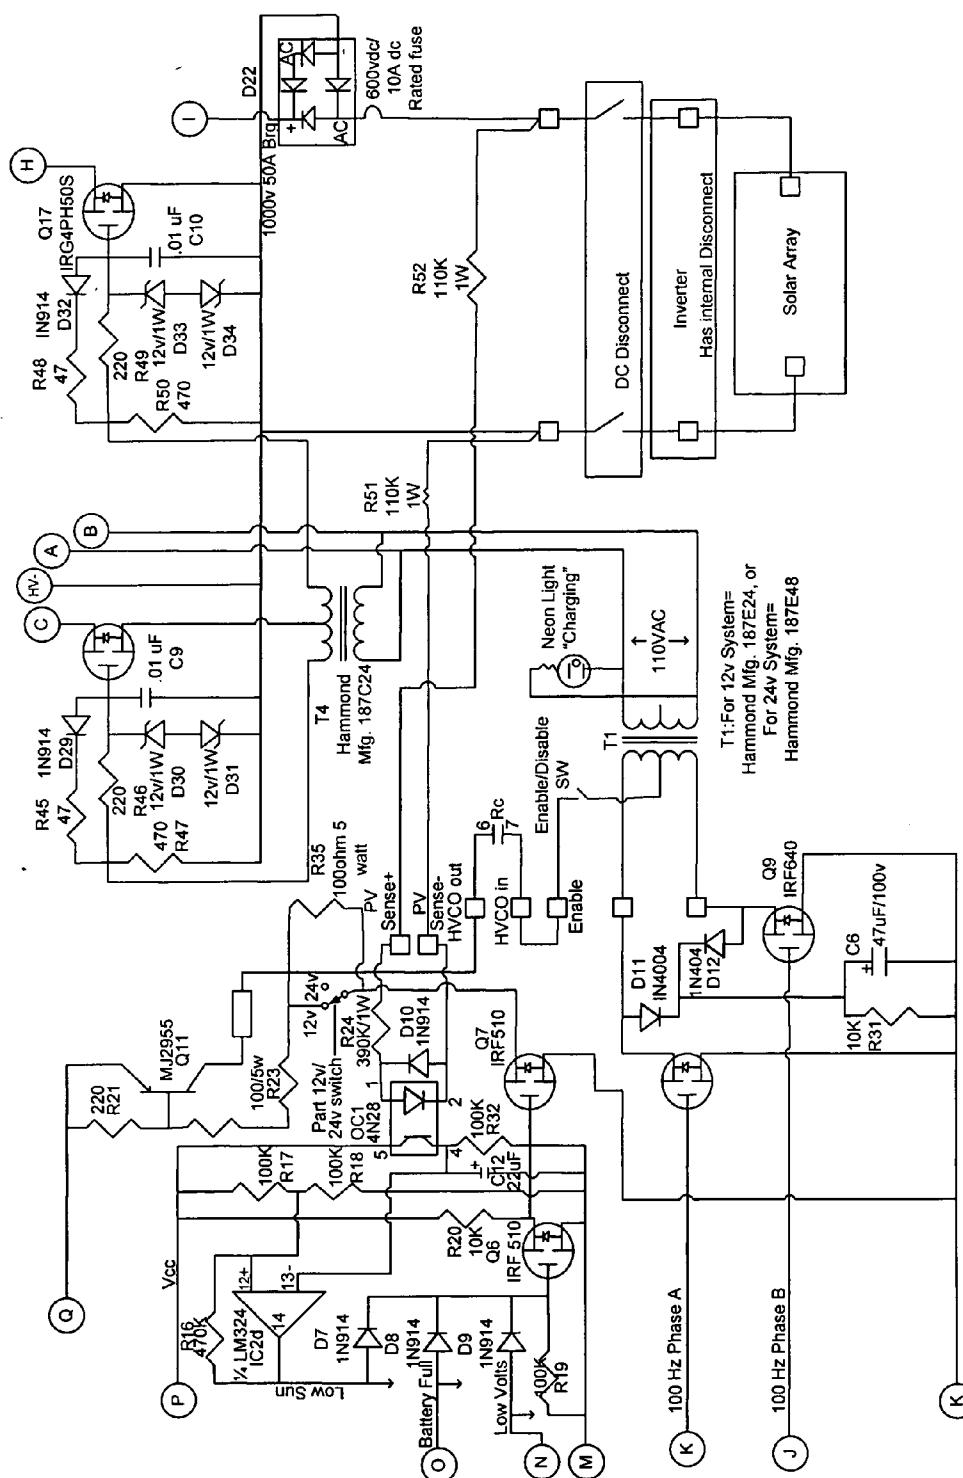 Q
P
Vcc
R16
470K
¼ LM324
IC2d
12+
13-
14
Low Sun
D7
1N914
D8
1N914
Battery Full
D9
1N914
Low Volts
100K
R19
O
N
M
220
R21
MJ2955
Q11
100/5w
R23
100K
R17
100K
R18
Part 12v/
24v switch
12v
24v
R24
390K/1W
D10
1N914
OC1
4N28
1
2
4
5
100K
R32
C12
22uF
R20
10K
Q6
IRF 510
Q7
IRF510
R35
100ohm 5
watt
PV
Sense+
PV
Sense-
HVCO out
HVCO in
Enable
6
7
Rc
Enable/Disable
SW
R45
47
1N914
D29
220
R46
12v/1W
D30
12v/1W
D31
470
R47
.01 uF
C9
C
HV-
A
B
T4
Hammond
Mfg. 187C24
R48
47
1N914
D32
220
R49
12v/1W
D33
12v/1W
D34
R50
470
.01 uF
C10
Q17
IRG4PH50S
H
I
1000v 50A Brg
D22
AC
-
+
AC
600vdc/
10A dc
Rated fuse
R51
110K
1W
R52
110K
1W
DC Disconnect
Inverter
Has internal Disconnect
Solar Array
Neon Light
"Charging"
110VAC
T1
T1:For 12v System=
Hammond Mfg. 187E24, or
For 24v System=
Hammond Mfg. 187E48
D11
IN4004
1N404
D12
Q9
IRF640
C6
47uF/100v
+
10K
R31
100 Hz Phase A
K
100 Hz Phase B
J
K